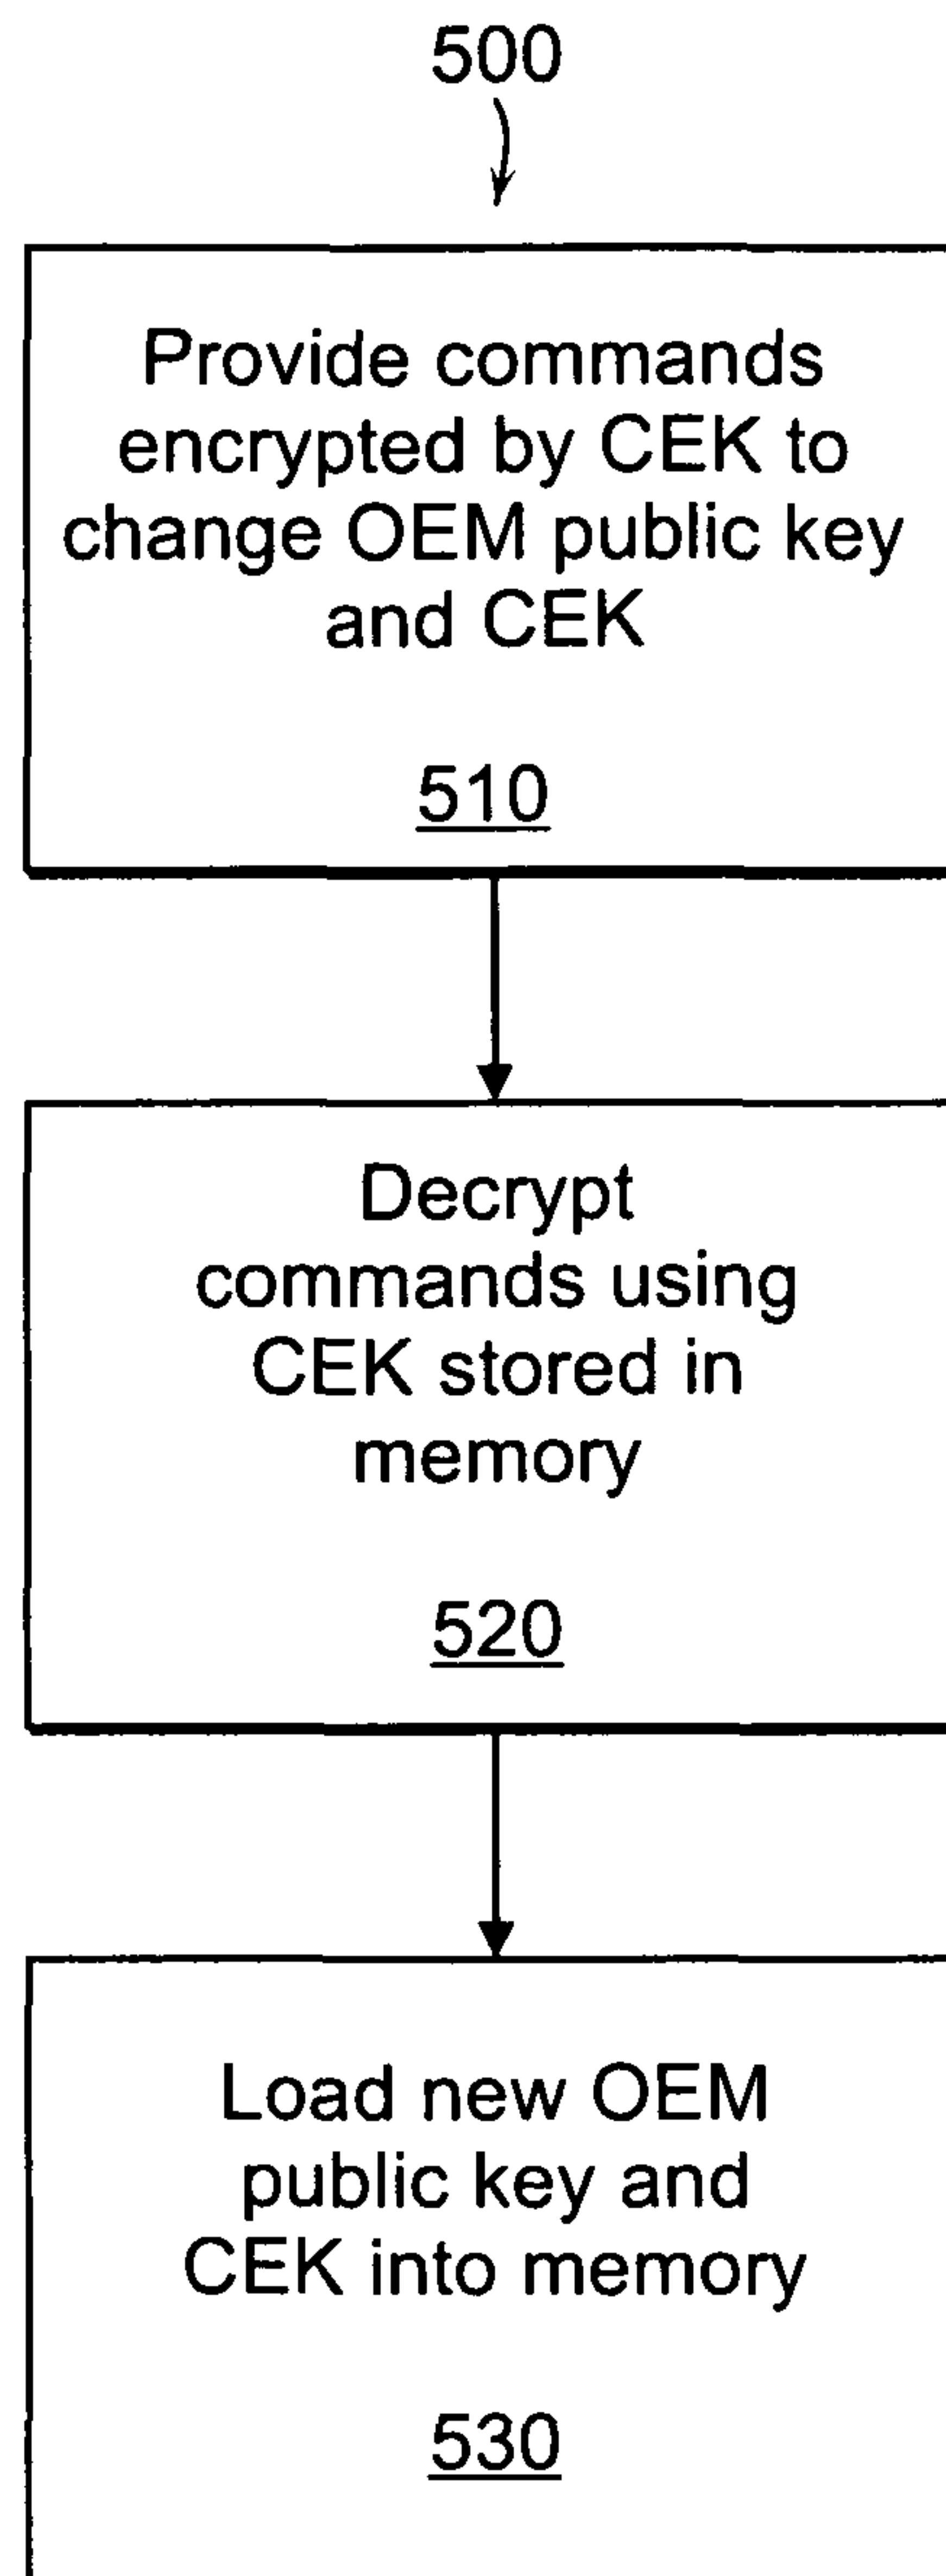 500
Provide commands
encrypted by CEK to
change OEM public key
and CEK
510
Decrypt
commands using
CEK stored in
memory
520
Load new OEM
public key and
CEK into memory
530